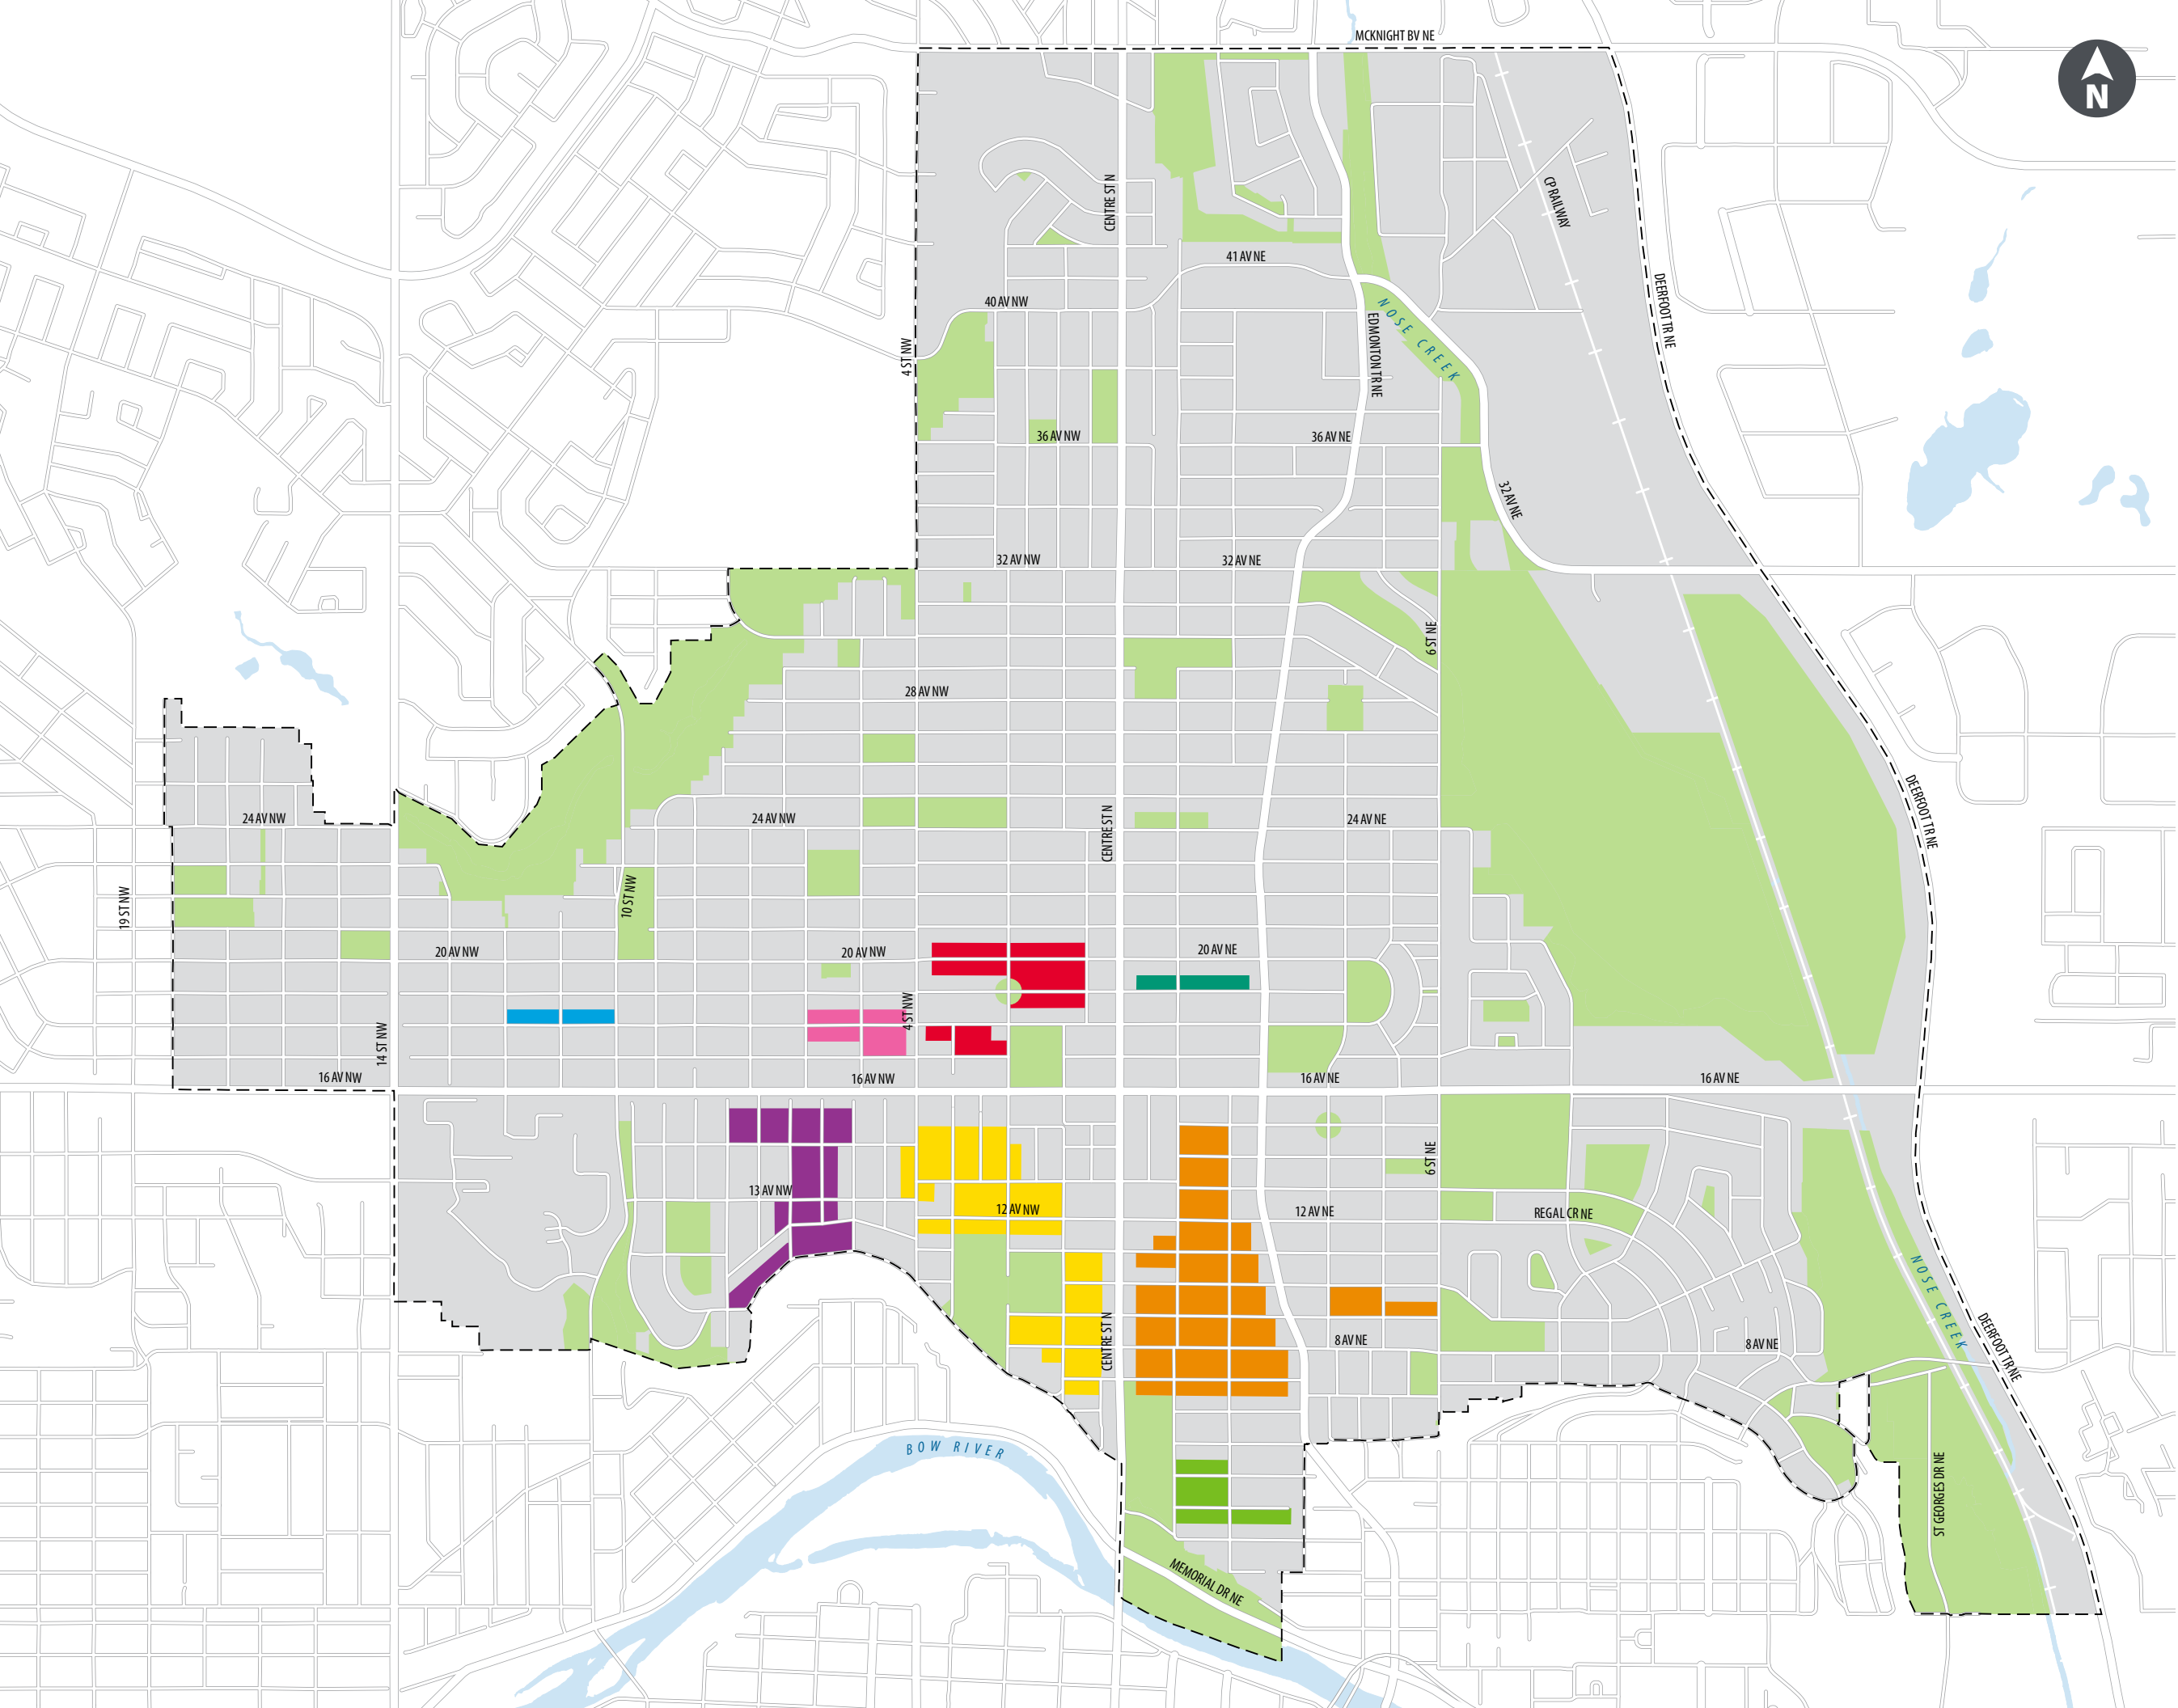 MCKNIGHT BV NE
N
CENTRE ST N
CP RAILWAY
41 AV NE
40 AV NW
NOSE CREEK
DEERFOOT TR NE
EDMONTON TR NE
4 ST NW
36 AV NW
36 AV NE
32 AV NE
32 AV NW
32 AV NE
6 ST NE
28 AV NW
24 AV NW
24 AV NW
CENTRE ST N
24 AV NE
DEERFOOT TR NE
19 ST NW
10 ST NW
20 AV NW
20 AV NW
20 AV NE
4 ST NW
14 ST NW
16 AV NW
16 AV NW
16 AV NE
16 AV NE
6 ST NE
13 AV NW
12 AV NW
12 AV NE
REGAL CR NE
NOSE CREEK
CENTRE ST N
8 AV NE
8 AV NE
DEERFOOT TR NE
BOW RIVER
ST GEORGES DR NE
MEMORIAL DR NE